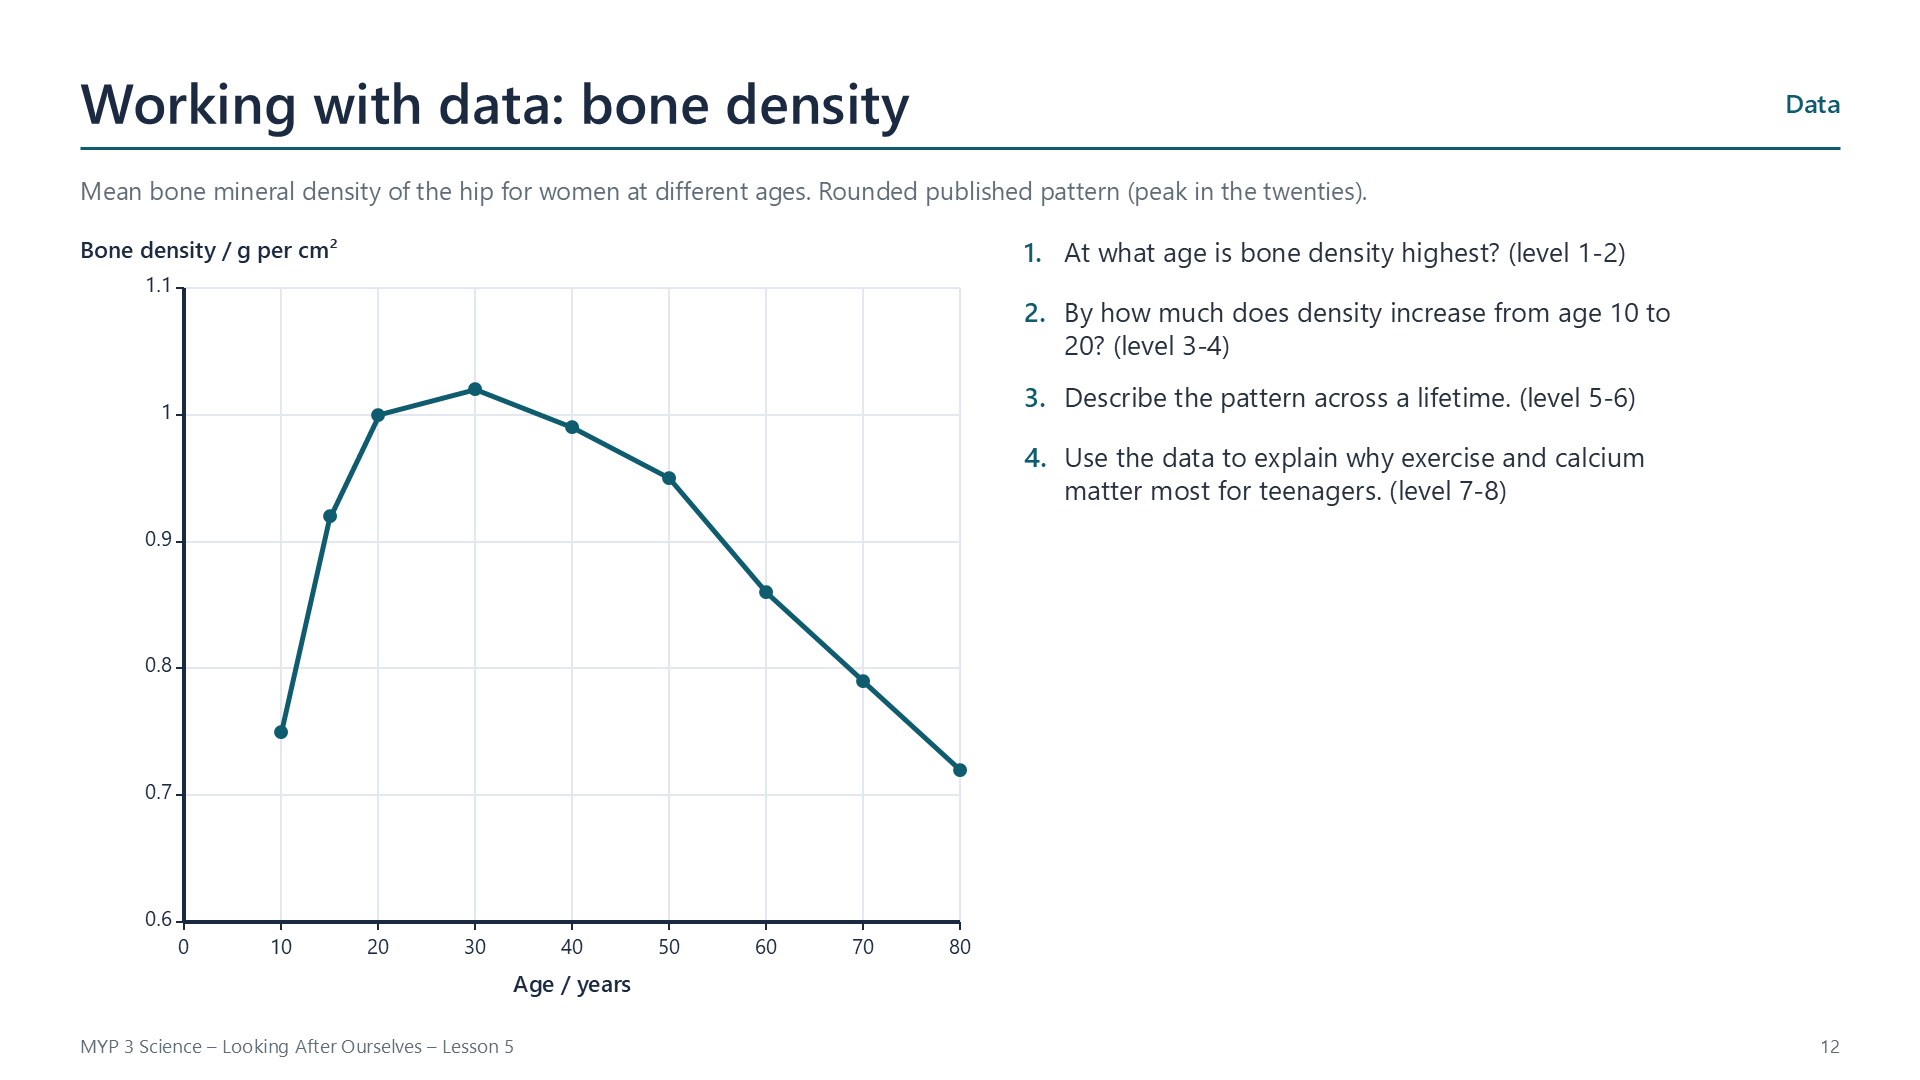 Working with data: bone density
Data
Mean bone mineral density of the hip for women at different ages. Rounded published pattern (peak in the twenties).
Bone density / g per cm²
1.1
1
0.9
0.8
0.7
0.6
0 10 20 30 40 50 60 70 80
Age / years
1. At what age is bone density highest? (level 1-2)
2. By how much does density increase from age 10 to
20? (level 3-4)
3. Describe the pattern across a lifetime. (level 5-6)
4. Use the data to explain why exercise and calcium
matter most for teenagers. (level 7-8)
MYP 3 Science – Looking After Ourselves – Lesson 5
12